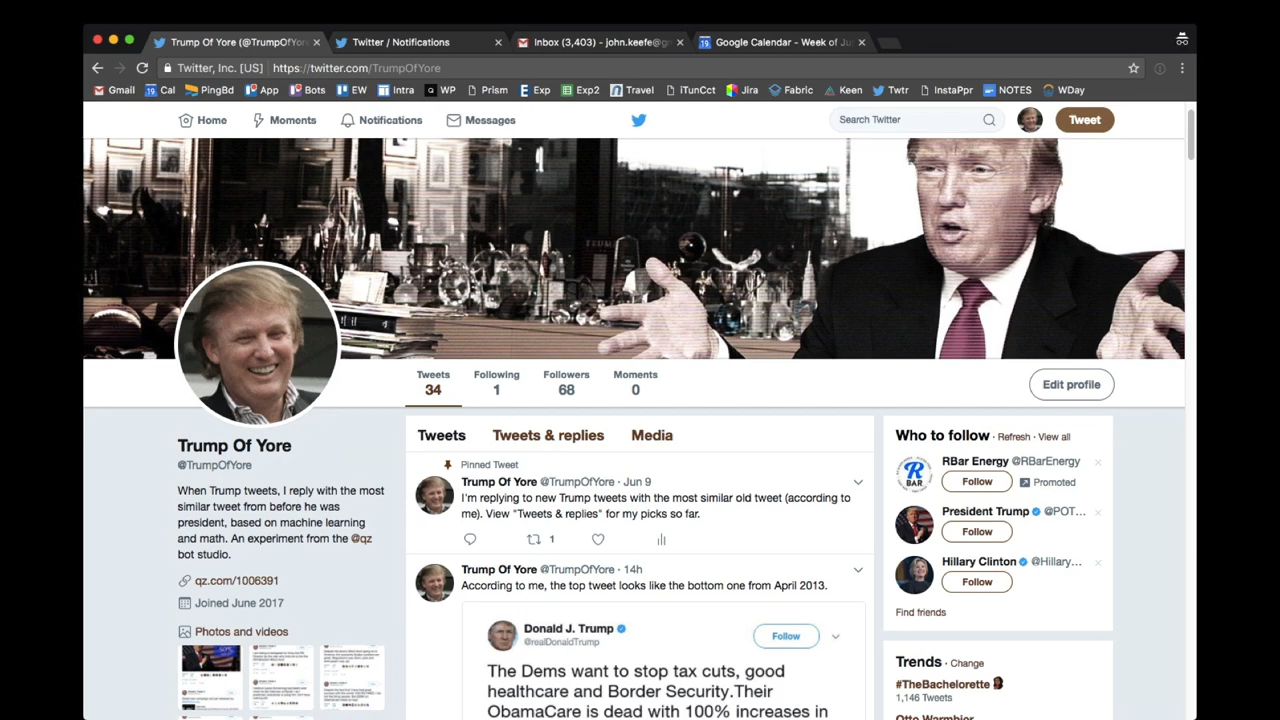 Trump Of Yore (@TrumpOfYore
Twitter / Notifications
Inbox (3,403) - john.keefe@g
Google Calendar - Week of Ju
Twitter, Inc. [US] https://twitter.com/TrumpOfYore
Gmail 19 Cal PingBd App Bots EW Intra WP Prism Exp Exp2 Travel iTunCct Jira Fabric Keen Twtr InstaPpr NOTES WDay
Home Moments Notifications Messages Search Twitter Tweet
Tweets Following Followers Moments
34 1 68 0
Edit profile
Trump Of Yore
@TrumpOfYore
When Trump tweets, I reply with the most
similar tweet from before he was
president, based on machine learning
and math. An experiment from the @qz
bot studio.
qz.com/1006391
Joined June 2017
Photos and videos
Tweets Tweets & replies Media
Pinned Tweet
Trump Of Yore @TrumpOfYore · Jun 9
I'm replying to new Trump tweets with the most similar old tweet (according to
me). View "Tweets & replies" for my picks so far.
1
Trump Of Yore @TrumpOfYore · 14h
According to me, the top tweet looks like the bottom one from April 2013.
Donald J. Trump
@realDonaldTrump
Follow
The Dems want to stop tax cuts, good
healthcare and Border Security.The
ObamaCare is dead with 100% increases in
Who to follow · Refresh · View all
RBar Energy @RBarEnergy
R
BAR
Follow Promoted
President Trump @POT...
Follow
Hillary Clinton @Hillary...
Follow
Find friends
Trends · Change
#TheBachelorette
1,146 Tweets
Otto Warmbier